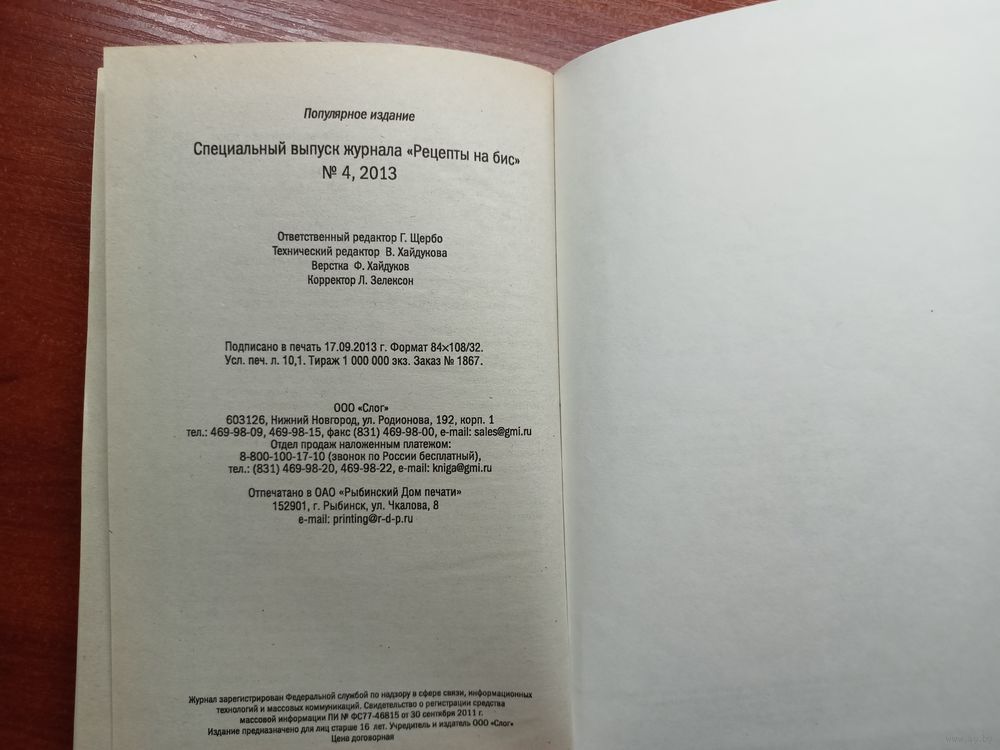 Популярное издание
Специальный выпуск журнала «Рецепты на бис»
№ 4, 2013
Ответственный редактор Г. Щербо
Технический редактор В. Хайдукова
Верстка Ф. Хайдуков
Корректор Л. Зелексон
Подписано в печать 17.09.2013 г. Формат 84×108/32.
Усл. печ. л. 10,1. Тираж 1 000 000 экз. Заказ № 1867.
ООО «Слог»
603126, Нижний Новгород, ул. Родионова, 192, корп. 1
тел.: 469-98-09, 469-98-15, факс (831) 469-98-00, e-mail: sales@gmi.ru
Отдел продаж наложенным платежом:
8-800-100-17-10 (звонок по России бесплатный),
тел.: (831) 469-98-20, 469-98-22, e-mail: kniga@gmi.ru
Отпечатано в ОАО «Рыбинский Дом печати»
152901, г. Рыбинск, ул. Чкалова, 8
e-mail: printing@r-d-p.ru
Журнал зарегистрирован Федеральной службой по надзору в сфере связи, информационных
технологий и массовых коммуникаций. Свидетельство о регистрации средства
массовой информации ПИ № ФС77-46815 от 30 сентября 2011 г.
Издание предназначено для лиц старше 16 лет. Учредитель и издатель ООО «Слог»
Цена договорная